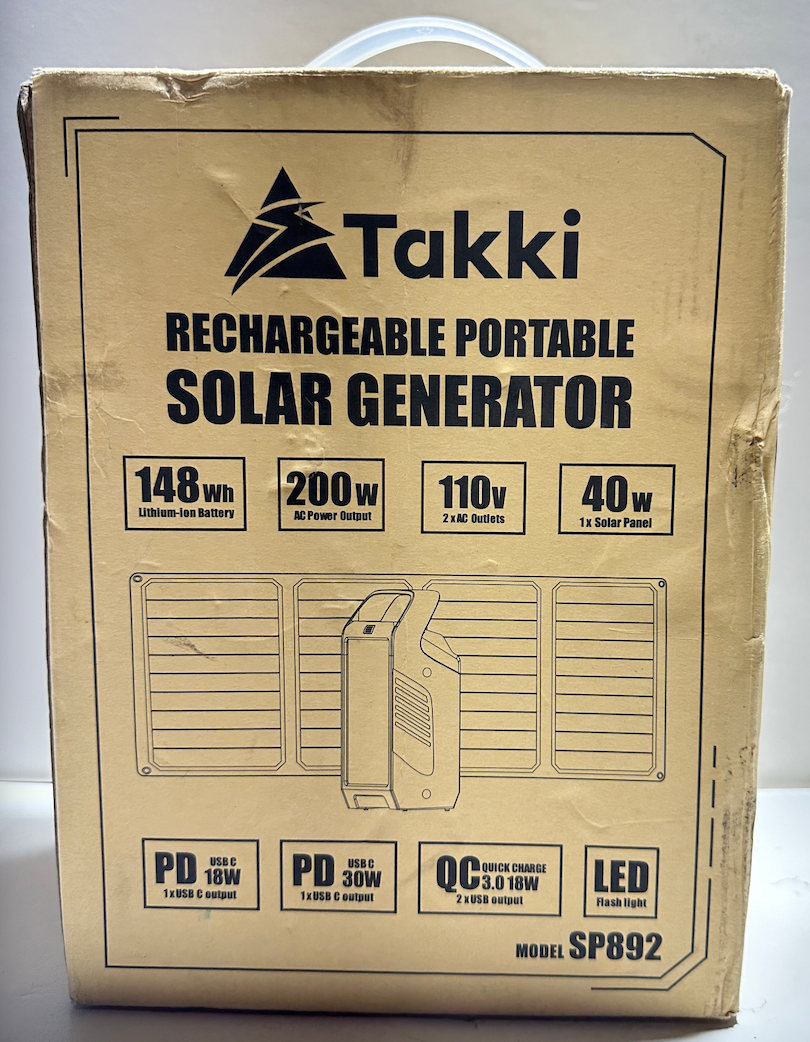 Takki
RECHARGEABLE PORTABLE
SOLAR GENERATOR
148Wh
Lithium-Ion Battery
200W
AC Power Output
110V
2 x AC Outlets
40W
1 x Solar Panel
PD USB C 18W
1 x USB C output
PD USB C 30W
1 x USB C output
QC QUICK CHARGE 3.0 18W
2 x USB output
LED
Flash light
MODEL SP892